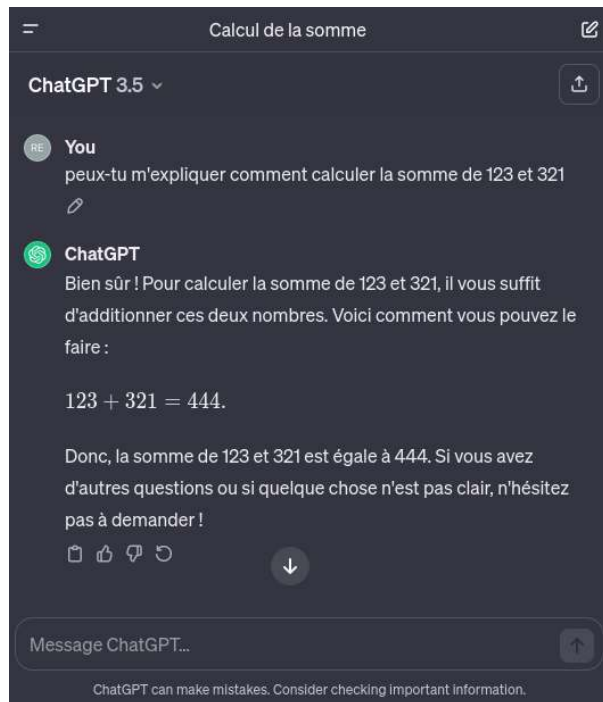 Calcul de la somme
ChatGPT 3.5
RE
You
peux-tu m'expliquer comment calculer la somme de 123 et 321
ChatGPT
Bien sûr ! Pour calculer la somme de 123 et 321, il vous suffit
d'additionner ces deux nombres. Voici comment vous pouvez le
faire :
123 + 321 = 444.
Donc, la somme de 123 et 321 est égale à 444. Si vous avez
d'autres questions ou si quelque chose n'est pas clair, n'hésitez
pas à demander !
Message ChatGPT...
ChatGPT can make mistakes. Consider checking important information.